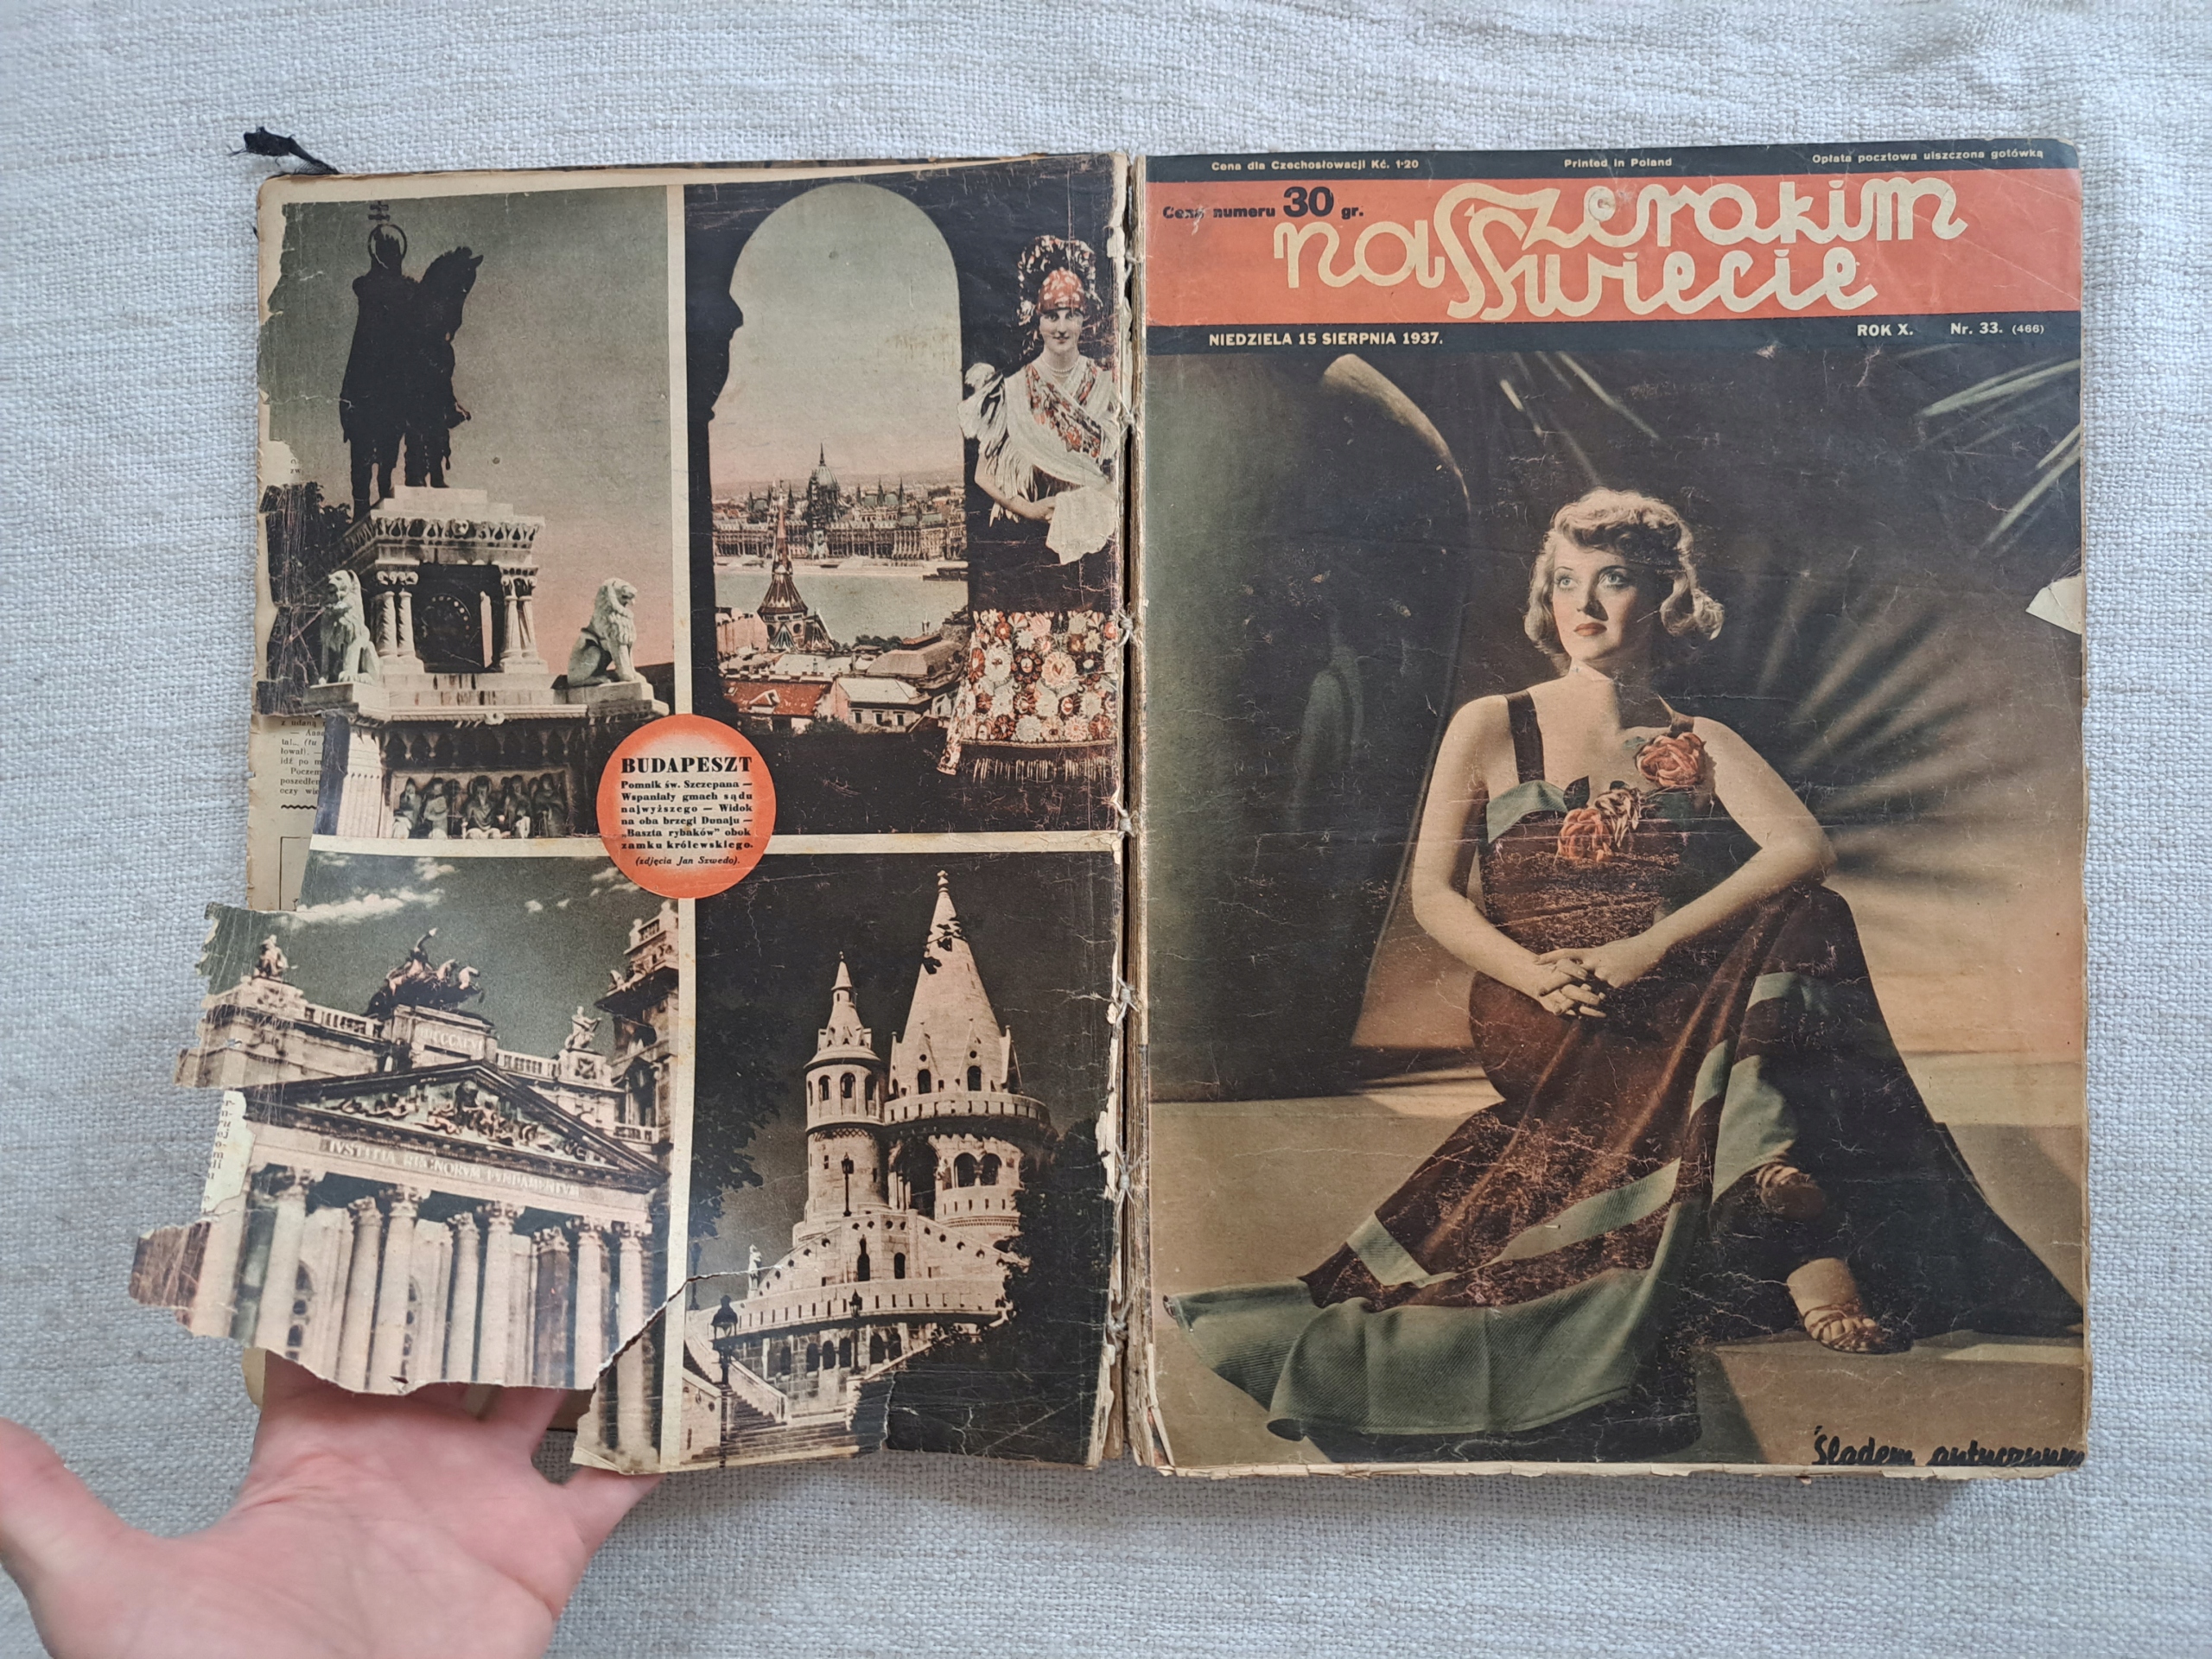 BUDAPESZT
Pomnik św. Szczepana —
Wspaniały gmach sądu
najwyższego — Widok
na oba brzegi Dunaju —
„Baszta rybaków" obok
zamku królewskiego.
(zdjęcia Jan Szwedo).
IVSTITIA REGNORVM FVNDAMENTVM
Cena dla Czechosłowacji Kč. 1·20
Printed in Poland
Opłata pocztowa uiszczona gotówką
Cena numeru 30 gr.
na Szerokim
Świecie
NIEDZIELA 15 SIERPNIA 1937.
ROK X. Nr. 33. (466)
Śladem